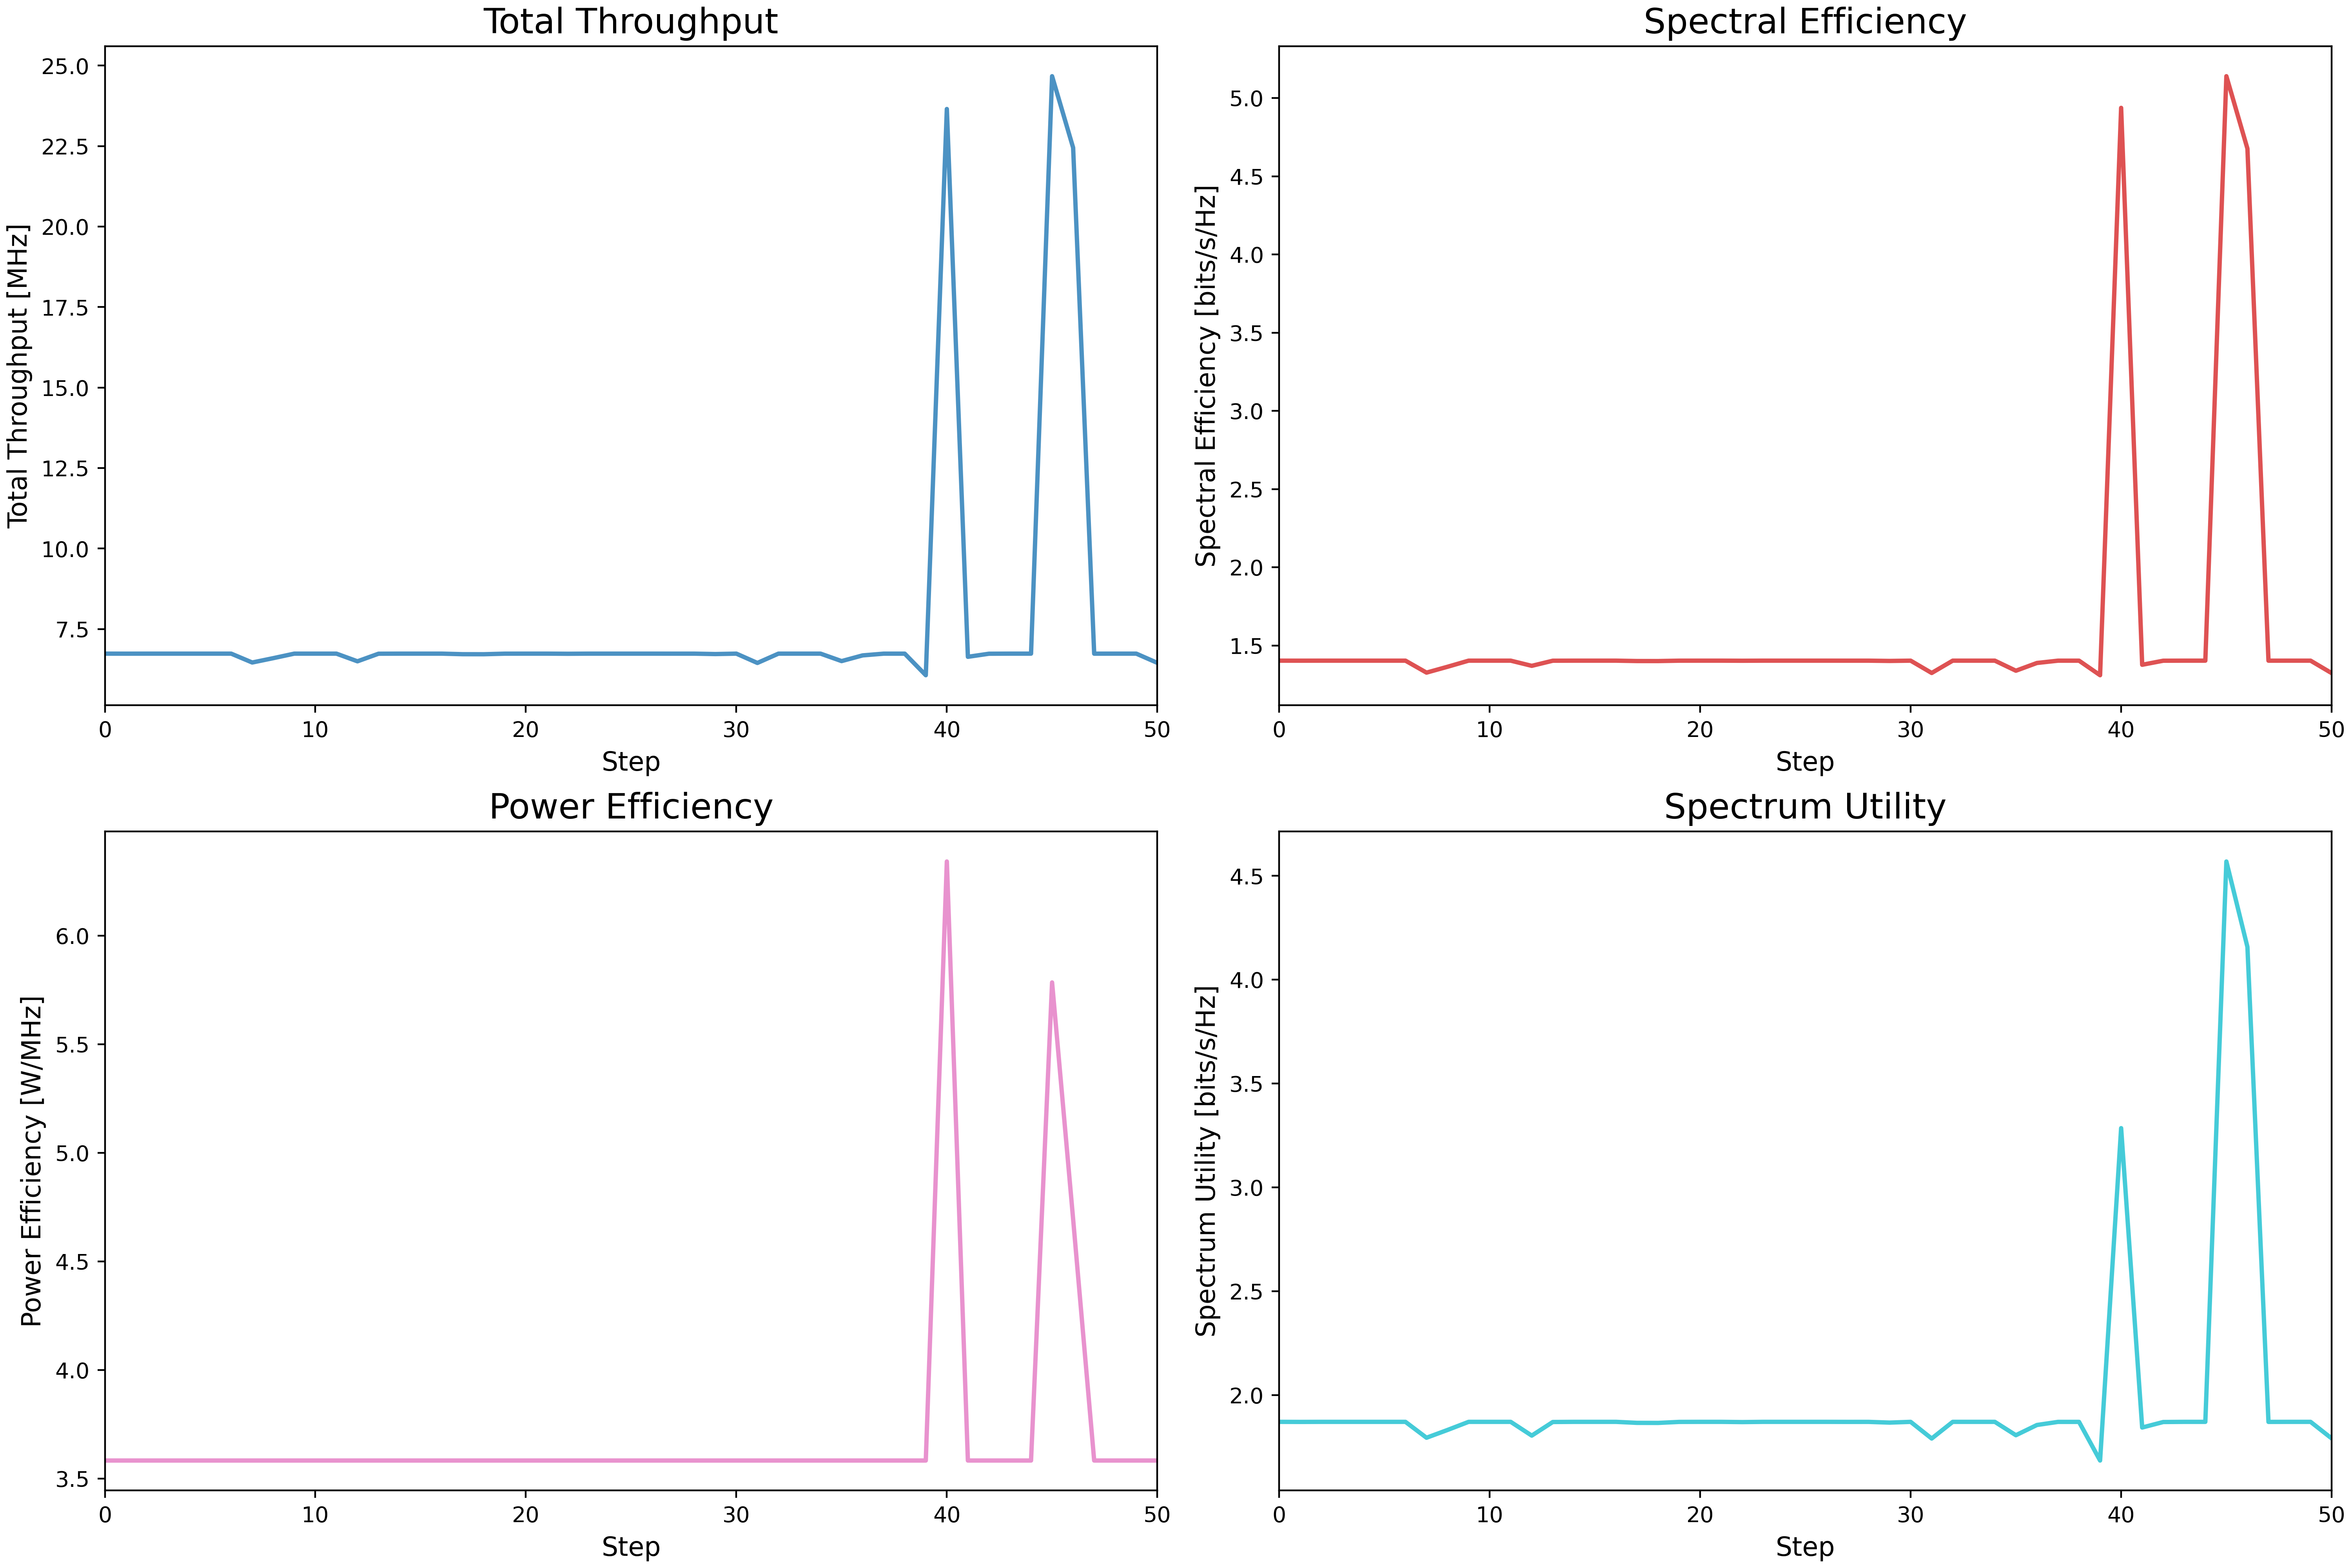 Total Throughput
Total Throughput [MHz]
25.0
22.5
20.0
17.5
15.0
12.5
10.0
7.5
0 10 20 30 40 50
Step
Spectral Efficiency
Spectral Efficiency [bits/s/Hz]
5.0
4.5
4.0
3.5
3.0
2.5
2.0
1.5
0 10 20 30 40 50
Step
Power Efficiency
Power Efficiency [W/MHz]
6.0
5.5
5.0
4.5
4.0
3.5
0 10 20 30 40 50
Step
Spectrum Utility
Spectrum Utility [bits/s/Hz]
4.5
4.0
3.5
3.0
2.5
2.0
0 10 20 30 40 50
Step